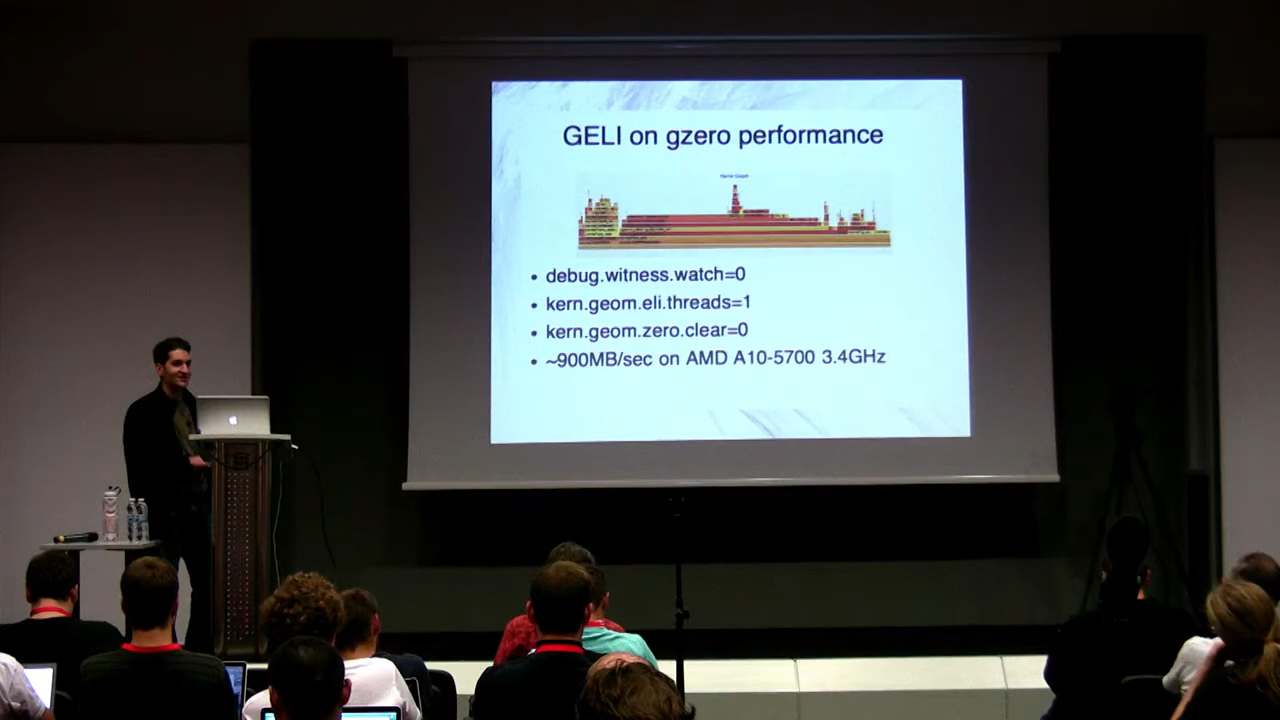 GELI on gzero performance
• debug.witness.watch=0
• kern.geom.eli.threads=1
• kern.geom.zero.clear=0
• ~900MB/sec on AMD A10-5700 3.4GHz